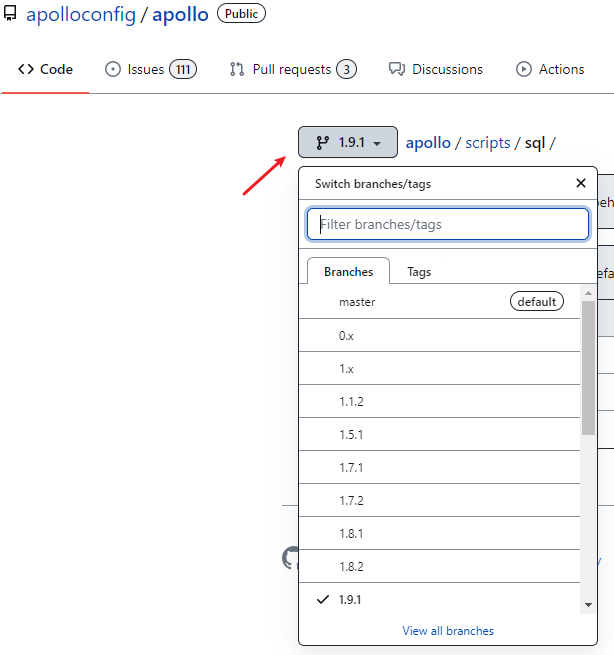 apolloconfig / apollo Public
Code Issues 111 Pull requests 3 Discussions Actions
1.9.1 apollo / scripts / sql /
Switch branches/tags
Filter branches/tags
Branches Tags
master default
0.x
1.x
1.1.2
1.5.1
1.7.1
1.7.2
1.8.1
1.8.2
1.9.1
View all branches